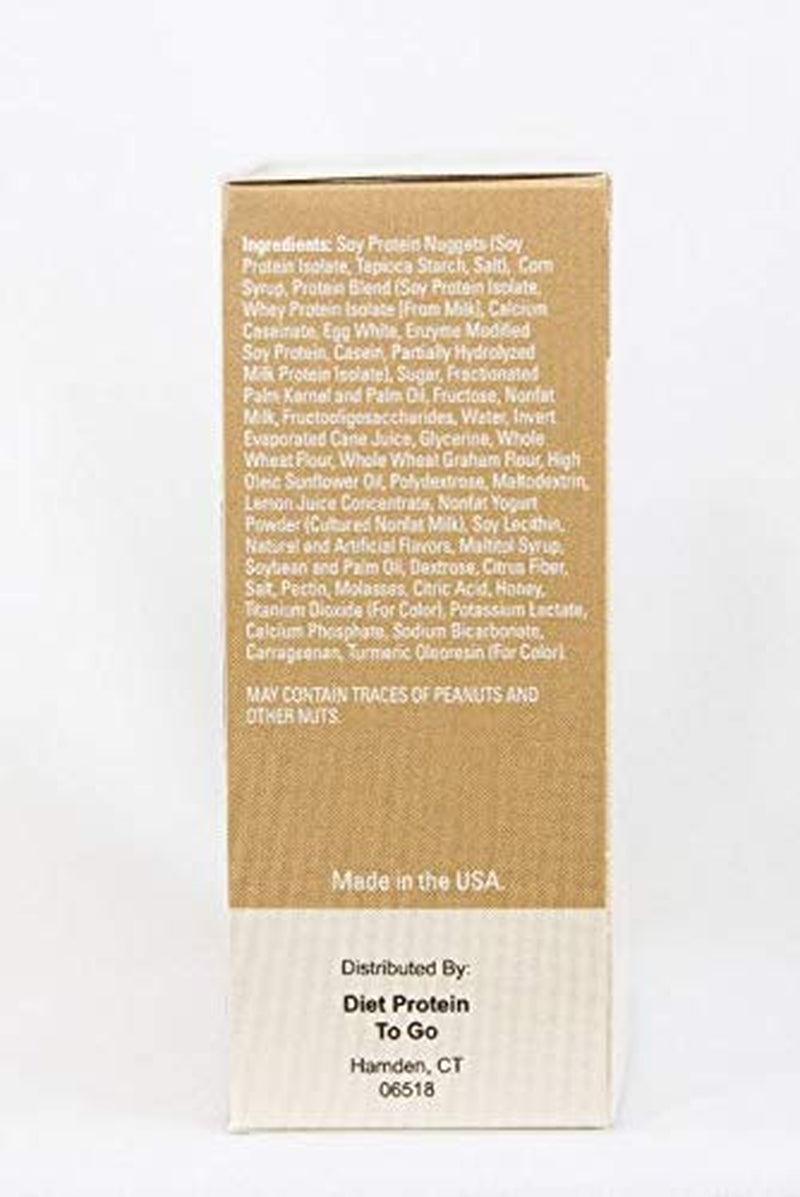 Ingredients: Soy Protein Nuggets (Soy
Protein Isolate, Tapioca Starch, Salt), Corn
Syrup, Protein Blend (Soy Protein Isolate,
Whey Protein Isolate [From Milk], Calcium
Caseinate, Egg White, Enzyme Modified
Soy Protein, Casein, Partially Hydrolyzed
Milk Protein Isolate), Sugar, Fractionated
Palm Kernel and Palm Oil, Fructose, Nonfat
Milk, Fructooligosaccharides, Water, Invert
Evaporated Cane Juice, Glycerine, Whole
Wheat Flour, Whole Wheat Graham Flour, High
Oleic Sunflower Oil, Polydextrose, Maltodextrin,
Lemon Juice Concentrate, Nonfat Yogurt
Powder (Cultured Nonfat Milk), Soy Lecithin,
Natural and Artificial Flavors, Maltitol Syrup,
Soybean and Palm Oil, Dextrose, Citrus Fiber,
Salt, Pectin, Molasses, Citric Acid, Honey,
Titanium Dioxide (For Color), Potassium Lactate,
Calcium Phosphate, Sodium Bicarbonate,
Carrageenan, Turmeric Oleoresin (For Color).
MAY CONTAIN TRACES OF PEANUTS AND
OTHER NUTS.
Made in the USA.
Distributed By:
Diet Protein
To Go
Hamden, CT
06518